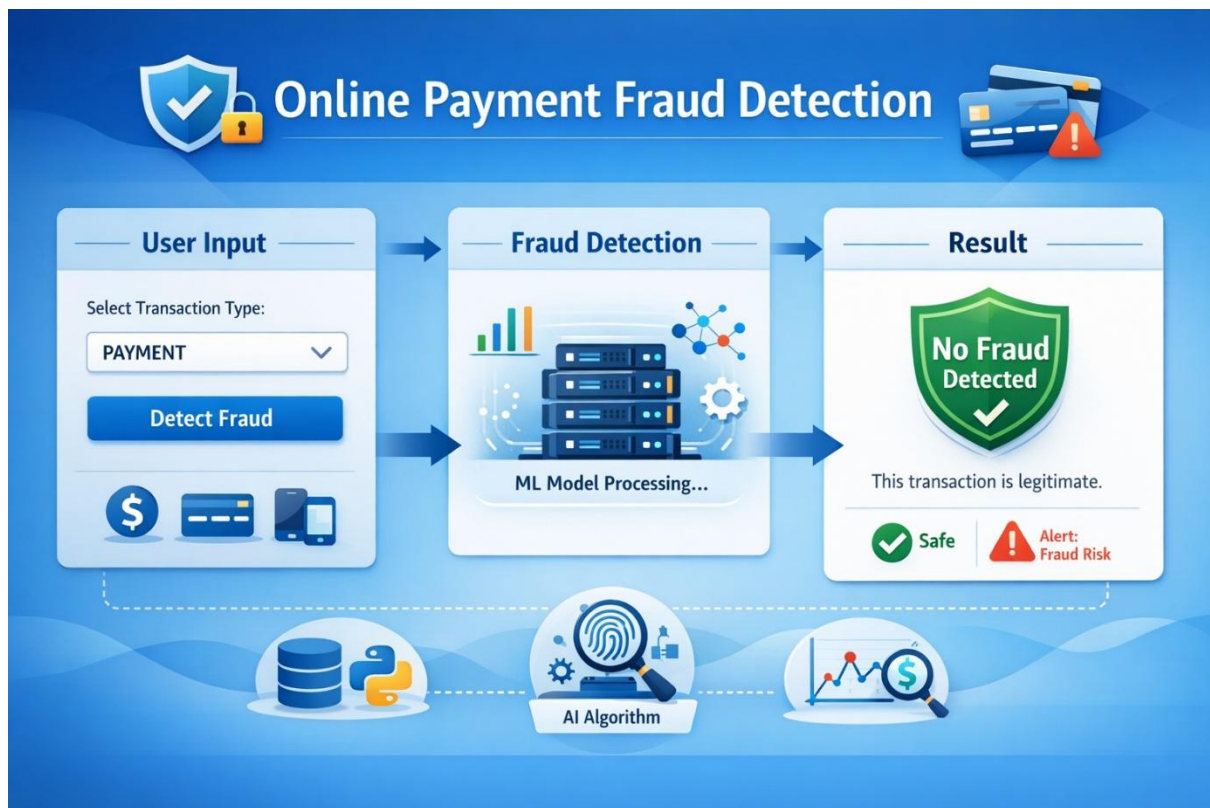 Online Payment Fraud Detection
User Input
Select Transaction Type:
PAYMENT
Detect Fraud
$
Fraud Detection
ML Model Processing...
Result
No Fraud
Detected
This transaction is legitimate.
Safe
Alert:
Fraud Risk
AI Algorithm
$